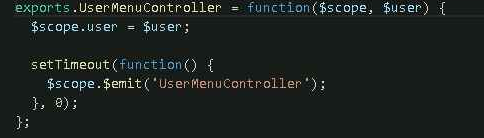 exports.UserMenuController = function($scope, $user) {
  $scope.user = $user;

  setTimeout(function() {
    $scope.$emit('UserMenuController');
  }, 0);
};